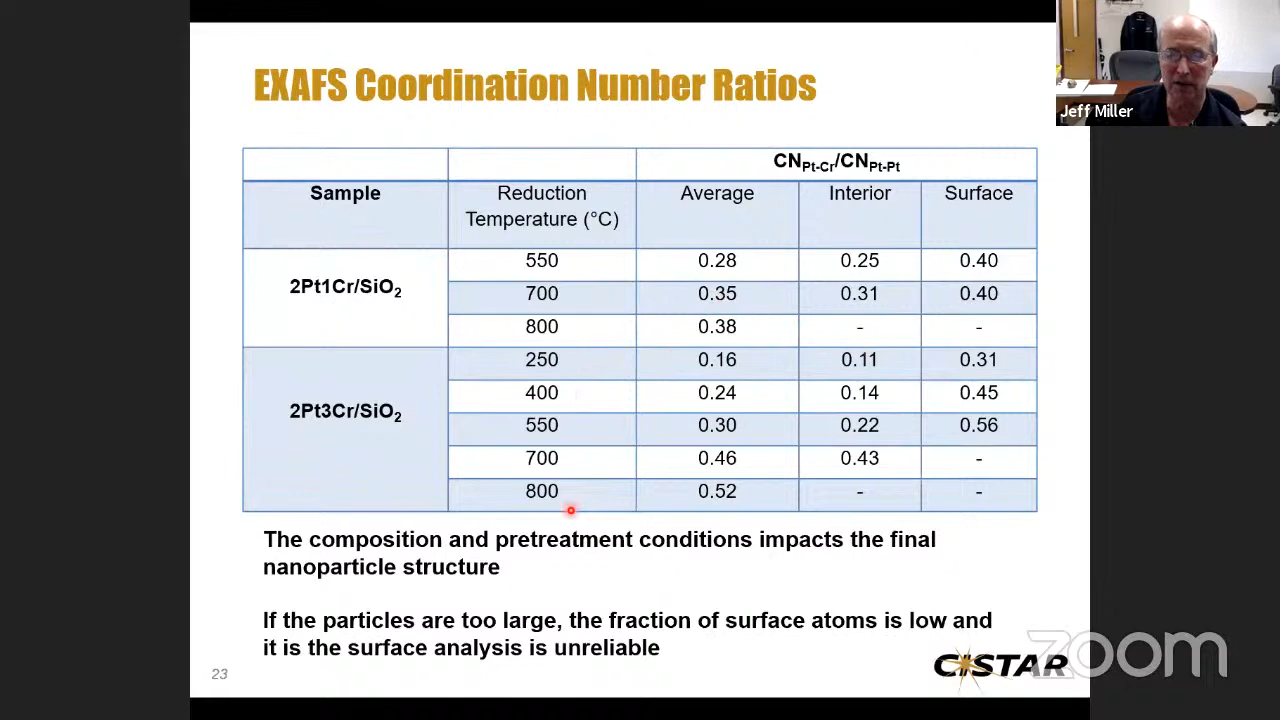 EXAFS Coordination Number Ratios
Jeff Miller
CNPt-Cr/CNPt-Pt
Sample Reduction Temperature (°C) Average Interior Surface
2Pt1Cr/SiO2
550 0.28 0.25 0.40
700 0.35 0.31 0.40
800 0.38 - -
2Pt3Cr/SiO2
250 0.16 0.11 0.31
400 0.24 0.14 0.45
550 0.30 0.22 0.56
700 0.46 0.43 -
800 0.52 - -
The composition and pretreatment conditions impacts the final
nanoparticle structure
If the particles are too large, the fraction of surface atoms is low and
it is the surface analysis is unreliable
23
CISTAR
zoom